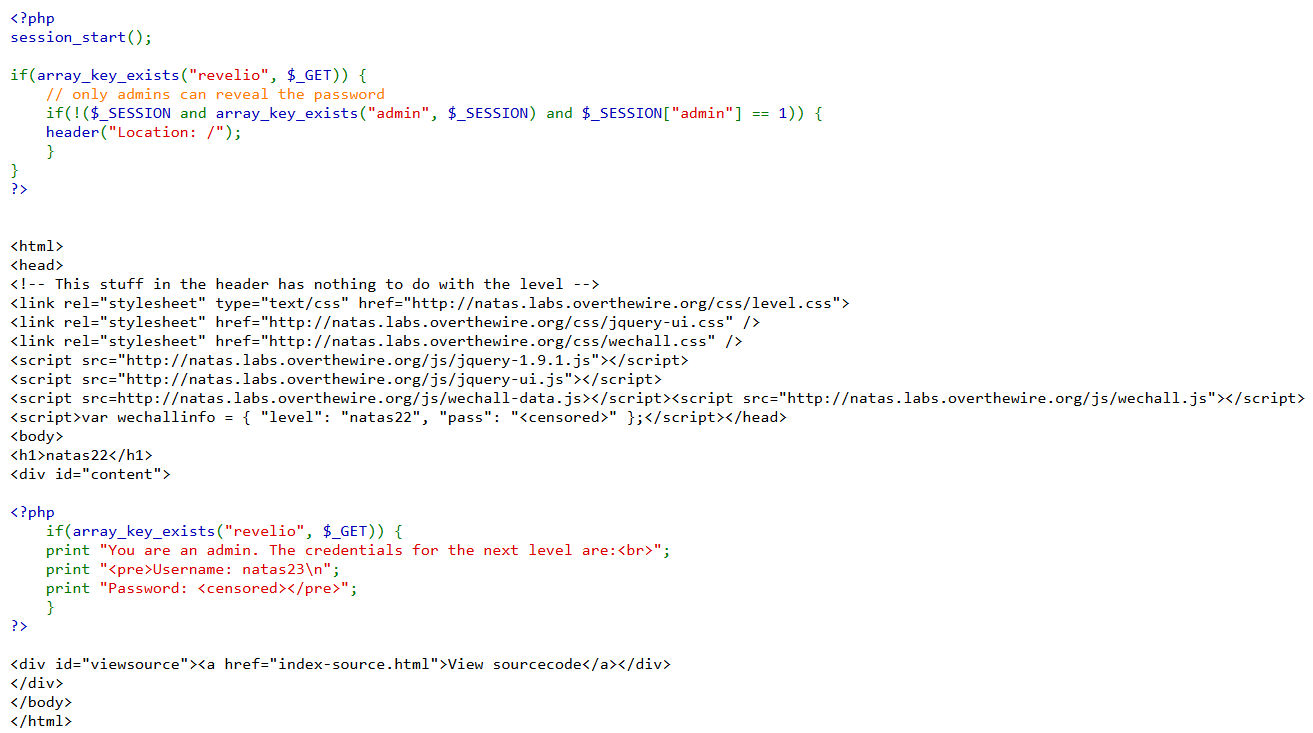 <?php
session_start();
if(array_key_exists("revelio", $_GET)) {
    // only admins can reveal the password
    if(!($_SESSION and array_key_exists("admin", $_SESSION) and $_SESSION["admin"] == 1)) {
    header("Location: /");
    }
}
?>
<html>
<head>
<!-- This stuff in the header has nothing to do with the level -->
<link rel="stylesheet" type="text/css" href="http://natas.labs.overthewire.org/css/level.css">
<link rel="stylesheet" href="http://natas.labs.overthewire.org/css/jquery-ui.css" />
<link rel="stylesheet" href="http://natas.labs.overthewire.org/css/wechall.css" />
<script src="http://natas.labs.overthewire.org/js/jquery-1.9.1.js"></script>
<script src="http://natas.labs.overthewire.org/js/jquery-ui.js"></script>
<script src=http://natas.labs.overthewire.org/js/wechall-data.js></script><script src="http://natas.labs.overthewire.org/js/wechall.js"></script>
<script>var wechallinfo = { "level": "natas22", "pass": "<censored>" };</script></head>
<body>
<h1>natas22</h1>
<div id="content">
<?php
    if(array_key_exists("revelio", $_GET)) {
    print "You are an admin. The credentials for the next level are:<br>";
    print "<pre>Username: natas23\n";
    print "Password: <censored></pre>";
    }
?>
<div id="viewsource"><a href="index-source.html">View sourcecode</a></div>
</div>
</body>
</html>